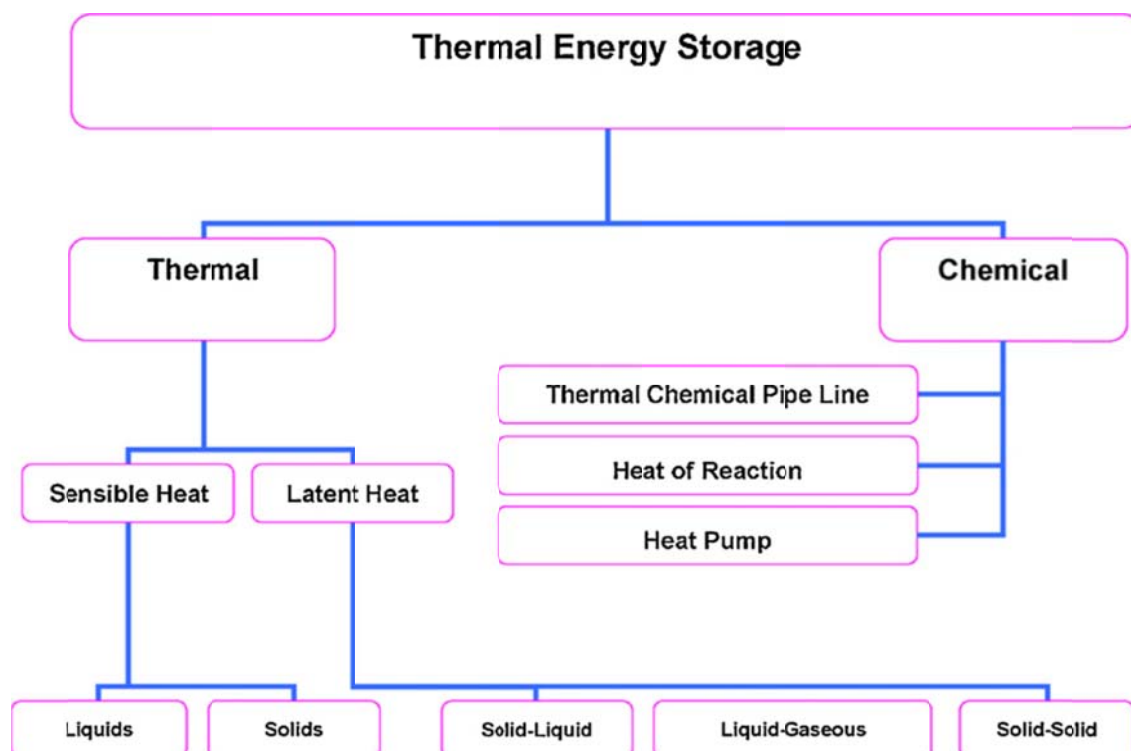 Thermal Energy Storage
Thermal
Chemical
Thermal Chemical Pipe Line
Heat of Reaction
Heat Pump
Sensible Heat
Latent Heat
Liquids
Solids
Solid-Liquid
Liquid-Gaseous
Solid-Solid